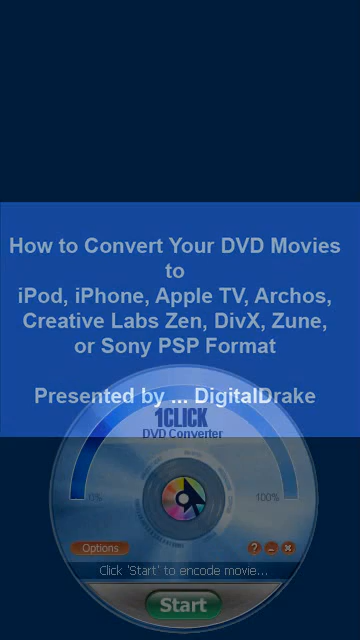 How to Convert Your DVD Movies
to
iPod, iPhone, Apple TV, Archos,
Creative Labs Zen, DivX, Zune,
or Sony PSP Format
Presented by ... DigitalDrake
1CLICK
DVD Converter
0% 100%
Options ?
Click 'Start' to encode movie...
Start